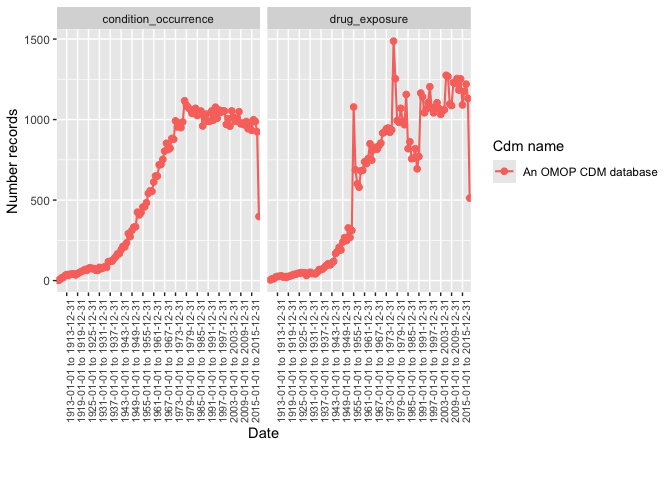 condition_occurrence
drug_exposure
1500
1000
500
0
Number records
1913-01-01 to 1913-12-31
1919-01-01 to 1919-12-31
1925-01-01 to 1925-12-31
1931-01-01 to 1931-12-31
1937-01-01 to 1937-12-31
1943-01-01 to 1943-12-31
1949-01-01 to 1949-12-31
1955-01-01 to 1955-12-31
1961-01-01 to 1961-12-31
1967-01-01 to 1967-12-31
1973-01-01 to 1973-12-31
1979-01-01 to 1979-12-31
1985-01-01 to 1985-12-31
1991-01-01 to 1991-12-31
1997-01-01 to 1997-12-31
2003-01-01 to 2003-12-31
2009-01-01 to 2009-12-31
2015-01-01 to 2015-12-31
1913-01-01 to 1913-12-31
1919-01-01 to 1919-12-31
1925-01-01 to 1925-12-31
1931-01-01 to 1931-12-31
1937-01-01 to 1937-12-31
1943-01-01 to 1943-12-31
1949-01-01 to 1949-12-31
1955-01-01 to 1955-12-31
1961-01-01 to 1961-12-31
1967-01-01 to 1967-12-31
1973-01-01 to 1973-12-31
1979-01-01 to 1979-12-31
1985-01-01 to 1985-12-31
1991-01-01 to 1991-12-31
1997-01-01 to 1997-12-31
2003-01-01 to 2003-12-31
2009-01-01 to 2009-12-31
2015-01-01 to 2015-12-31
Date
Cdm name
An OMOP CDM database